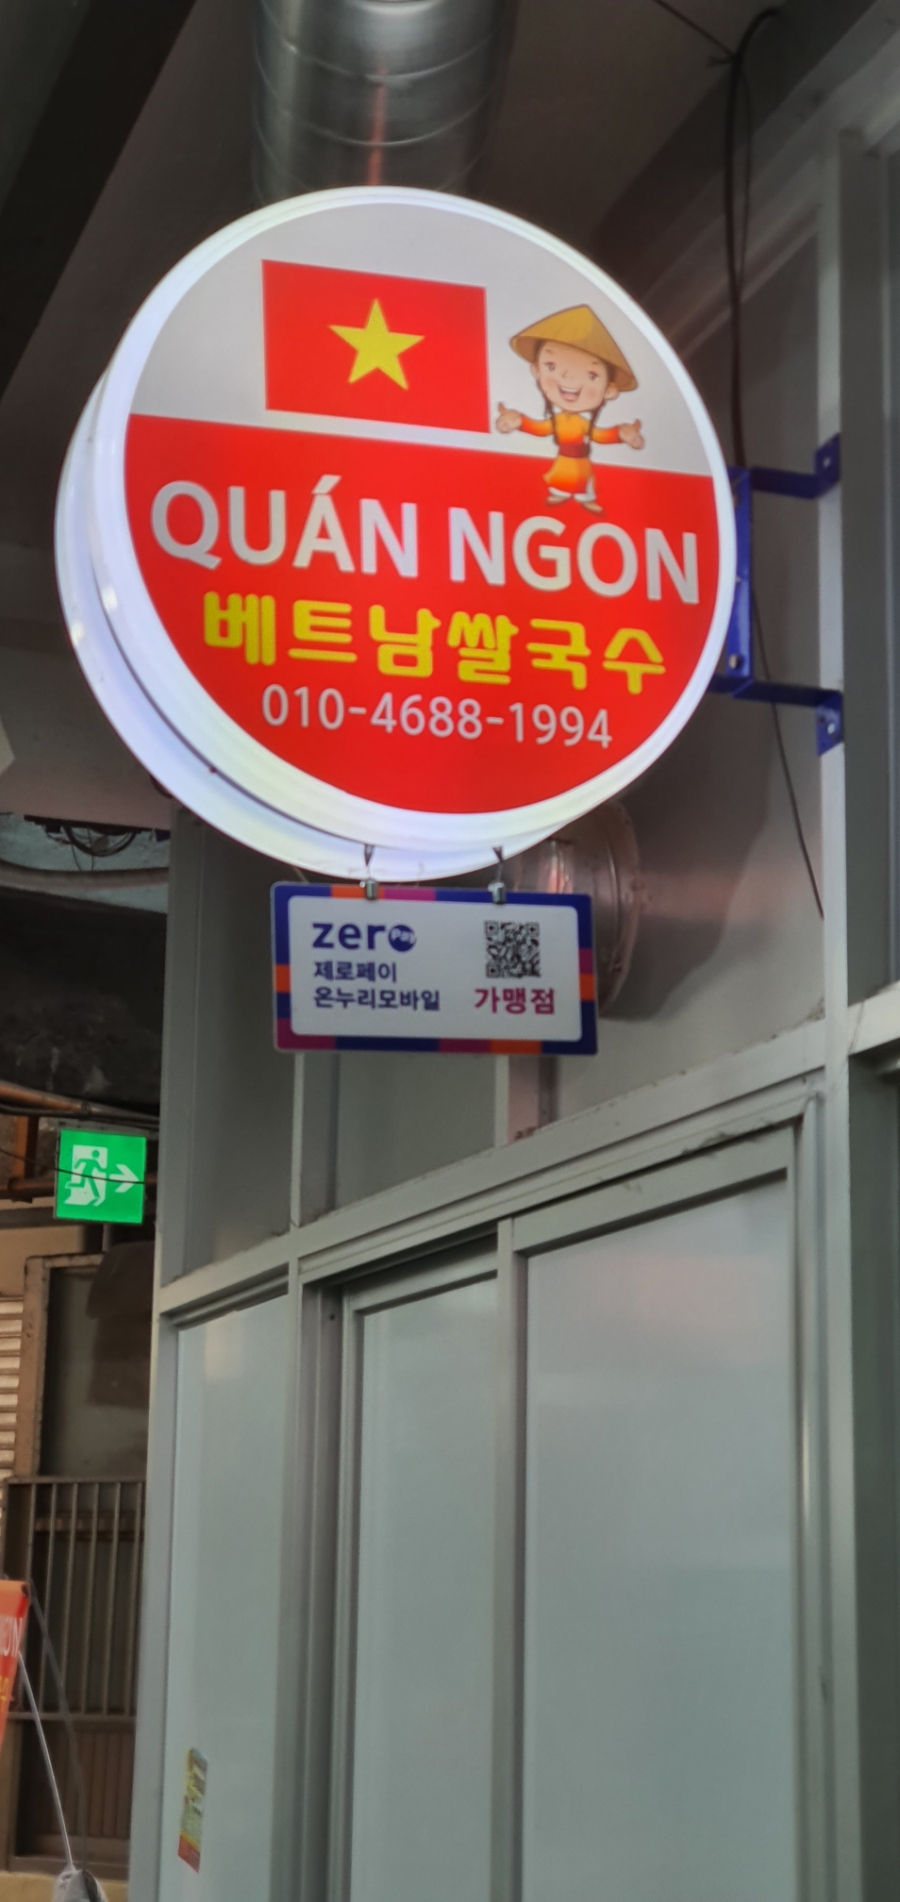 QUÁN NGON
베트남쌀국수
010-4688-1994
zero Pay
제로페이
온누리모바일
가맹점